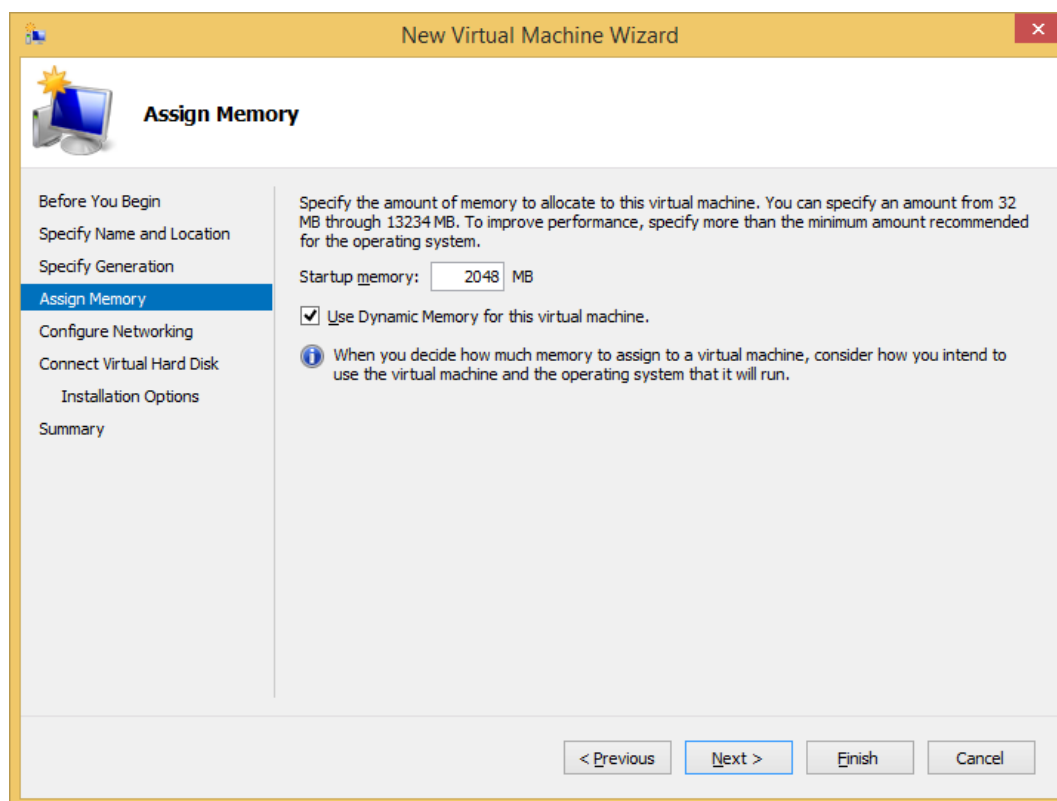 New Virtual Machine Wizard
Assign Memory
Before You Begin
Specify Name and Location
Specify Generation
Assign Memory
Configure Networking
Connect Virtual Hard Disk
Installation Options
Summary
Specify the amount of memory to allocate to this virtual machine. You can specify an amount from 32
MB through 13234 MB. To improve performance, specify more than the minimum amount recommended
for the operating system.
Startup memory: 2048 MB
Use Dynamic Memory for this virtual machine.
When you decide how much memory to assign to a virtual machine, consider how you intend to
use the virtual machine and the operating system that it will run.
< Previous Next > Finish Cancel